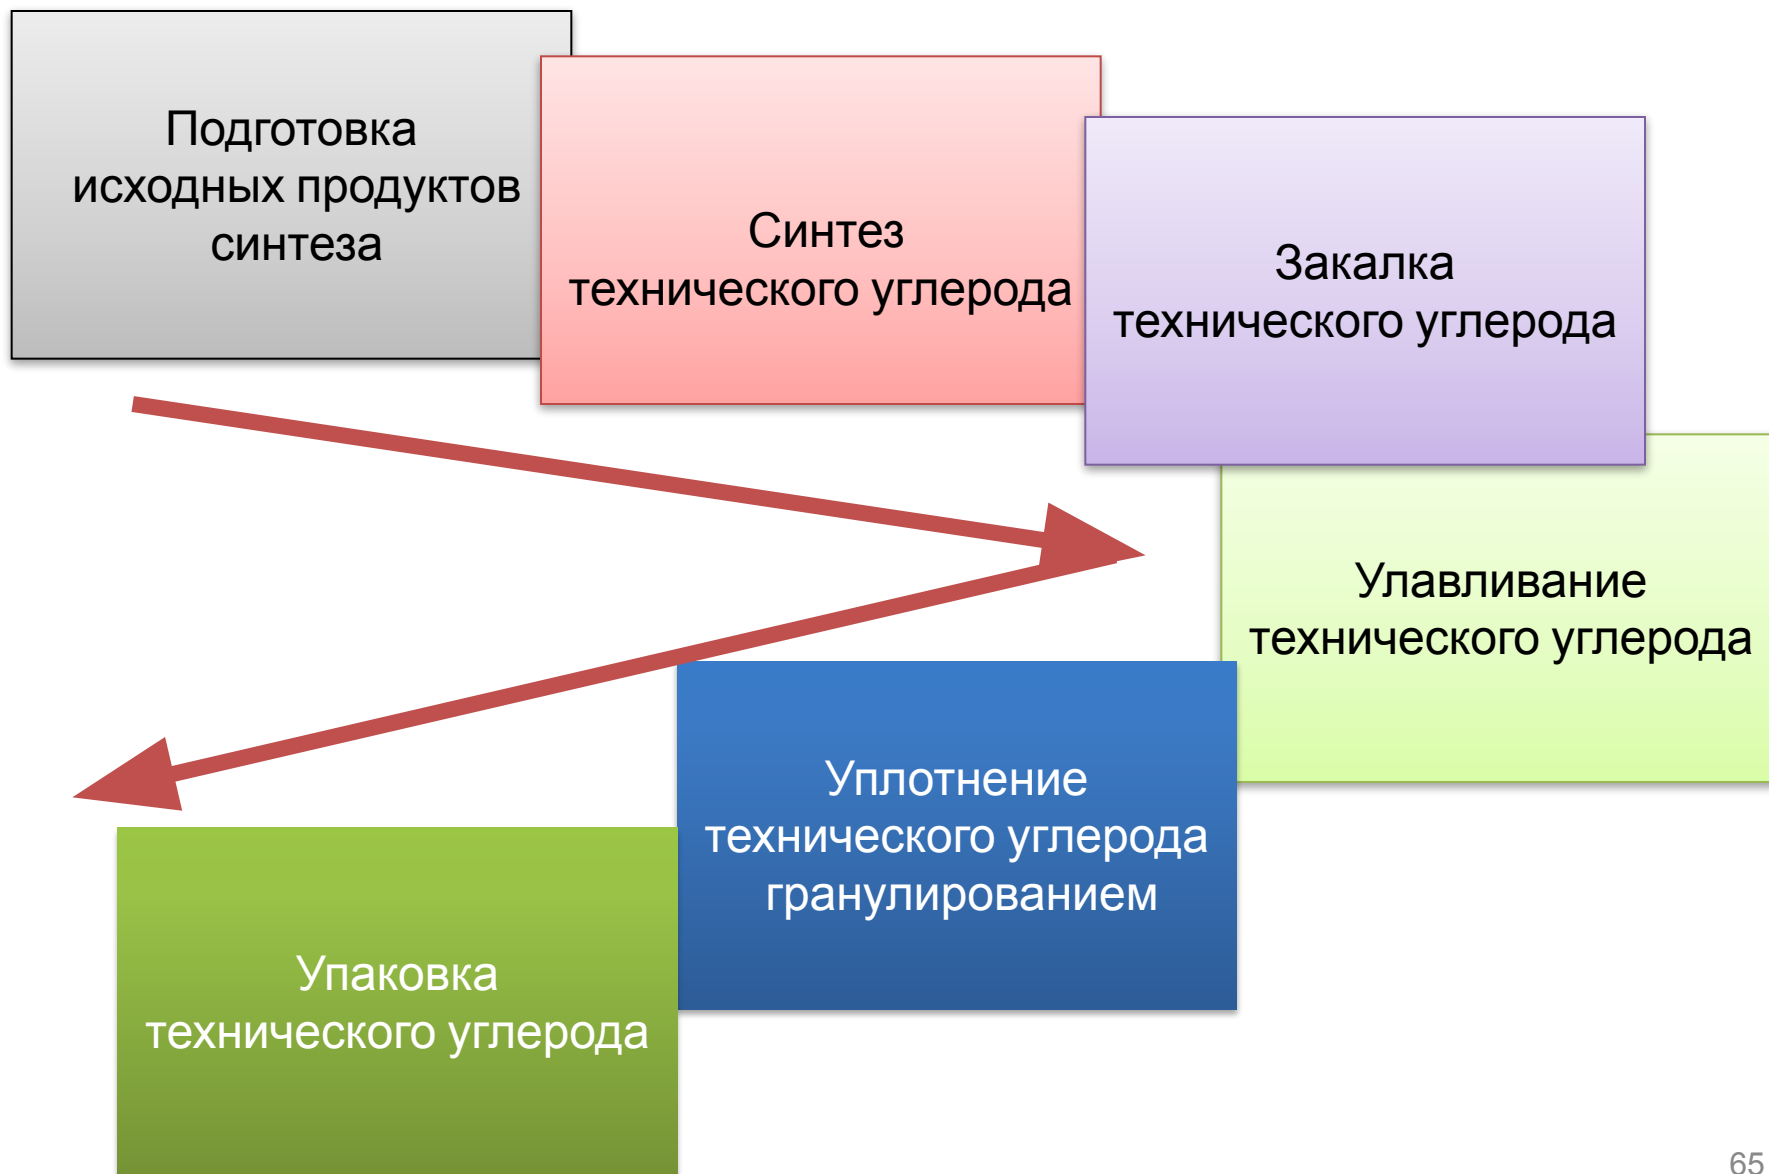 Подготовка
исходных продуктов
синтеза
Синтез
технического углерода
Закалка
технического углерода
Улавливание
технического углерода
Уплотнение
технического углерода
гранулированием
Упаковка
технического углерода
65